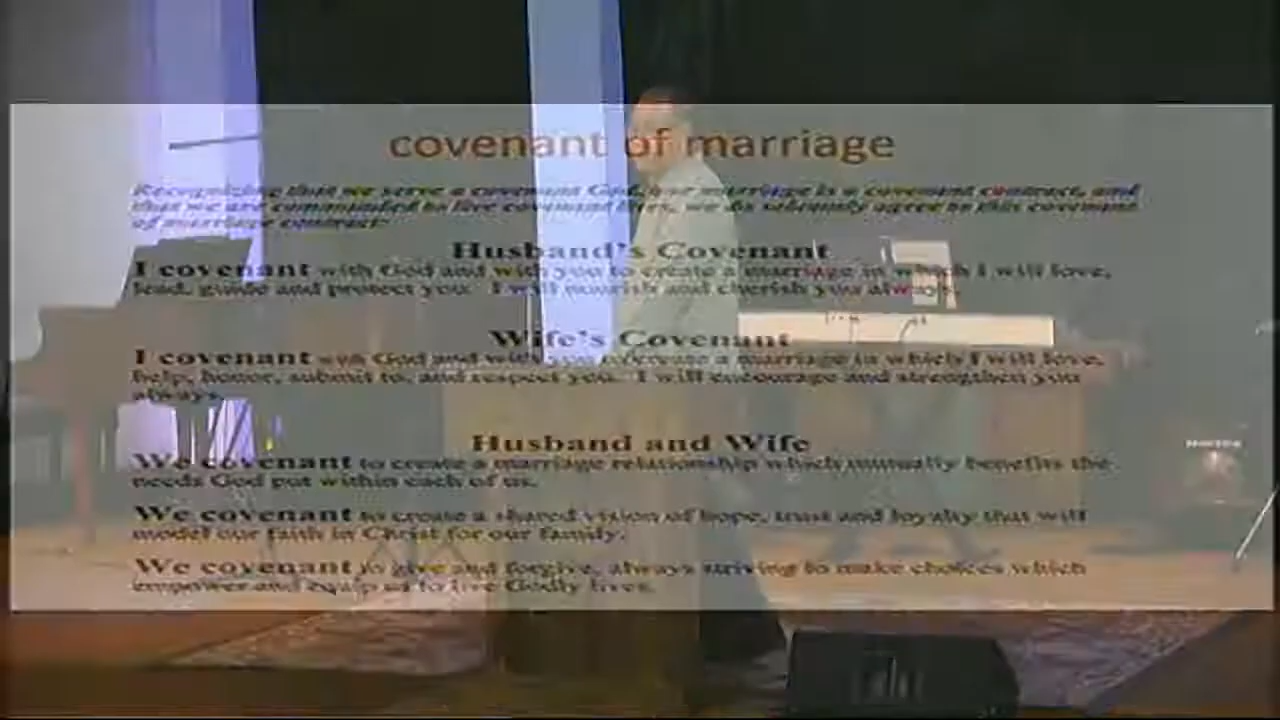 covenant of marriage
Recognizing that we serve a covenant God, our marriage is a covenant contract, and
that we are commanded to live covenant lives, we do solemnly agree to this covenant
of marriage contract:
Husband's Covenant
I covenant with God and with you to create a marriage in which I will love,
lead, guide and protect you. I will nourish and cherish you always.
Wife's Covenant
I covenant with God and with you to create a marriage in which I will love,
help, honor, submit to, and respect you. I will encourage and strengthen you
always.
Husband and Wife
We covenant to create a marriage relationship which mutually benefits the
needs God put within each of us.
We covenant to create a shared vision of hope, trust and loyalty that will
model our faith in Christ for our family.
We covenant to give and forgive, always striving to make choices which
empower and equip us to live Godly lives.